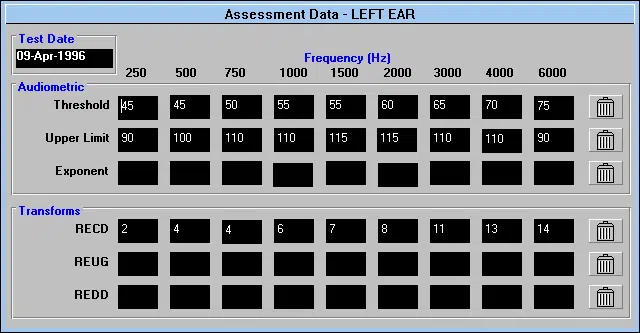 Assessment Data - LEFT EAR
Test Date
09-Apr-1996
Frequency (Hz)
250 500 750 1000 1500 2000 3000 4000 6000
Audiometric
Threshold 45 45 50 55 55 60 65 70 75
Upper Limit 90 100 110 110 115 115 110 110 90
Exponent
Transforms
RECD 2 4 4 6 7 8 11 13 14
REUG
REDD